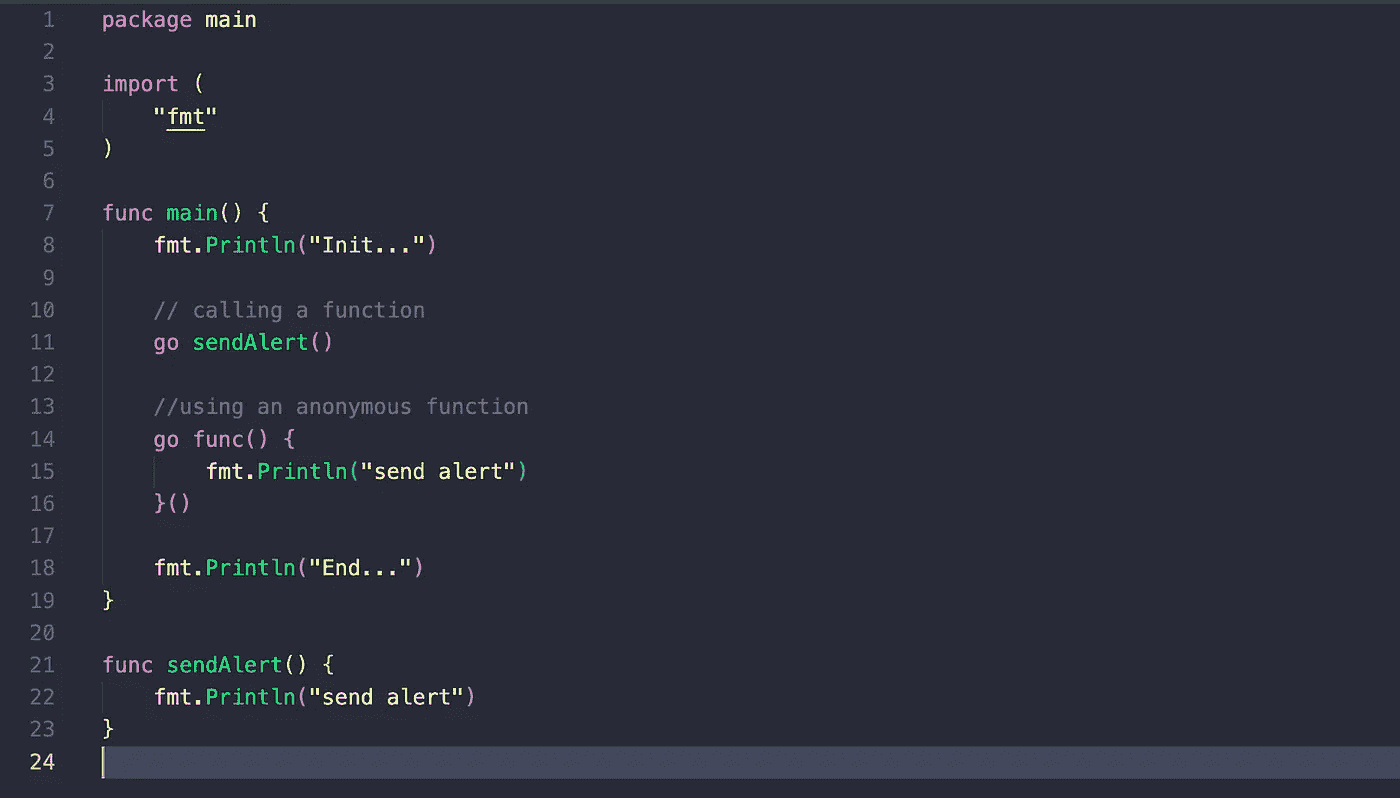 1 package main
2
3 import (
4     "fmt"
5 )
6
7 func main() {
8     fmt.Println("Init...")
9
10     // calling a function
11     go sendAlert()
12
13     //using an anonymous function
14     go func() {
15         fmt.Println("send alert")
16     }()
17
18     fmt.Println("End...")
19 }
20
21 func sendAlert() {
22     fmt.Println("send alert")
23 }
24